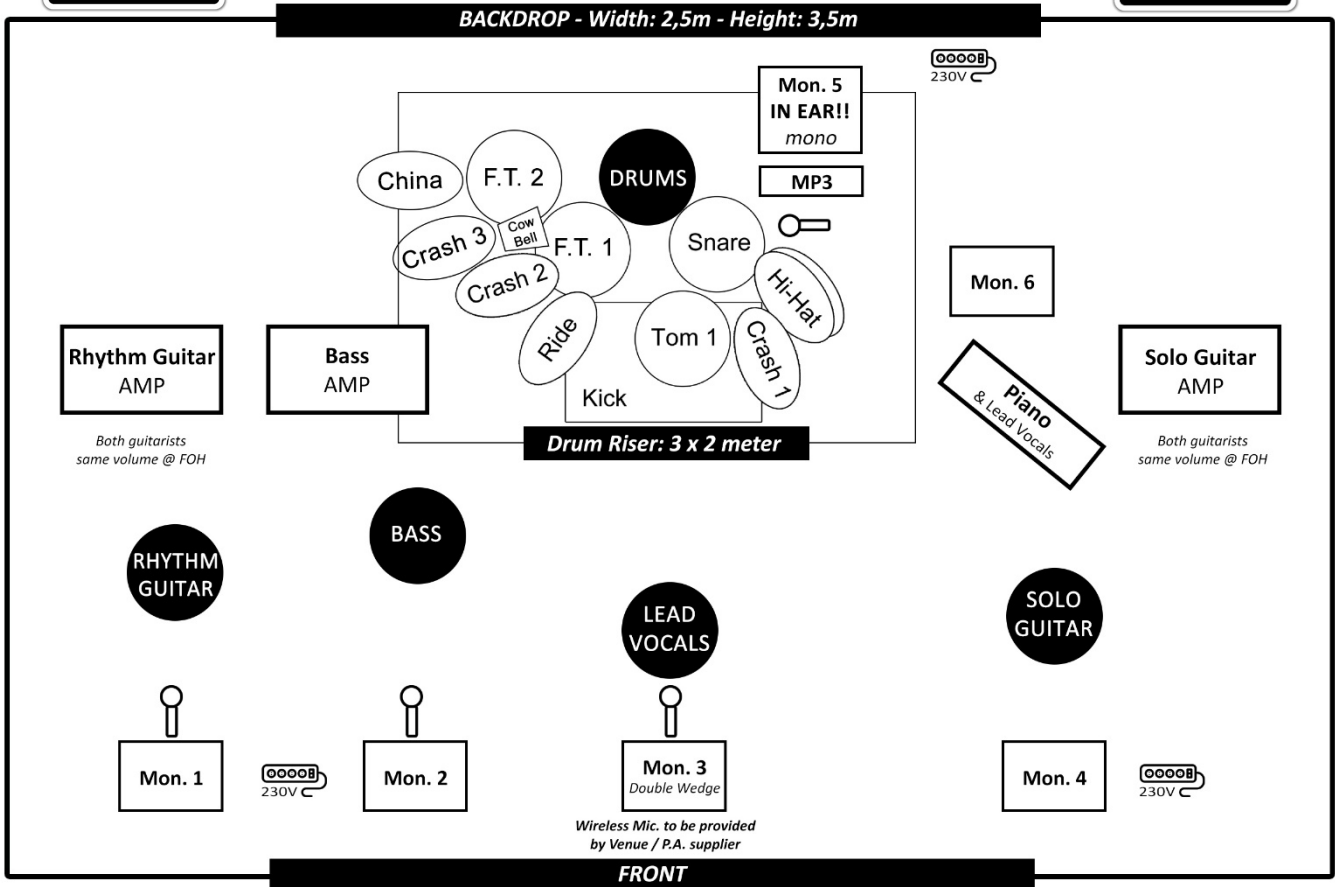 BACKDROP - Width: 2,5m - Height: 3,5m
230V
Mon. 5
IN EAR!!
mono
China
F.T. 2
DRUMS
MP3
Cow
Bell
Crash 3
F.T. 1
Snare
Crash 2
Hi-Hat
Mon. 6
Ride
Tom 1
Crash 1
Kick
Rhythm Guitar
AMP
Bass
AMP
Piano
& Lead Vocals
Solo Guitar
AMP
Both guitarists
same volume @ FOH
Drum Riser: 3 x 2 meter
Both guitarists
same volume @ FOH
BASS
RHYTHM
GUITAR
LEAD
VOCALS
SOLO
GUITAR
Mon. 1
230V
Mon. 2
Mon. 3
Double Wedge
Mon. 4
230V
Wireless Mic. to be provided
by Venue / P.A. supplier
FRONT